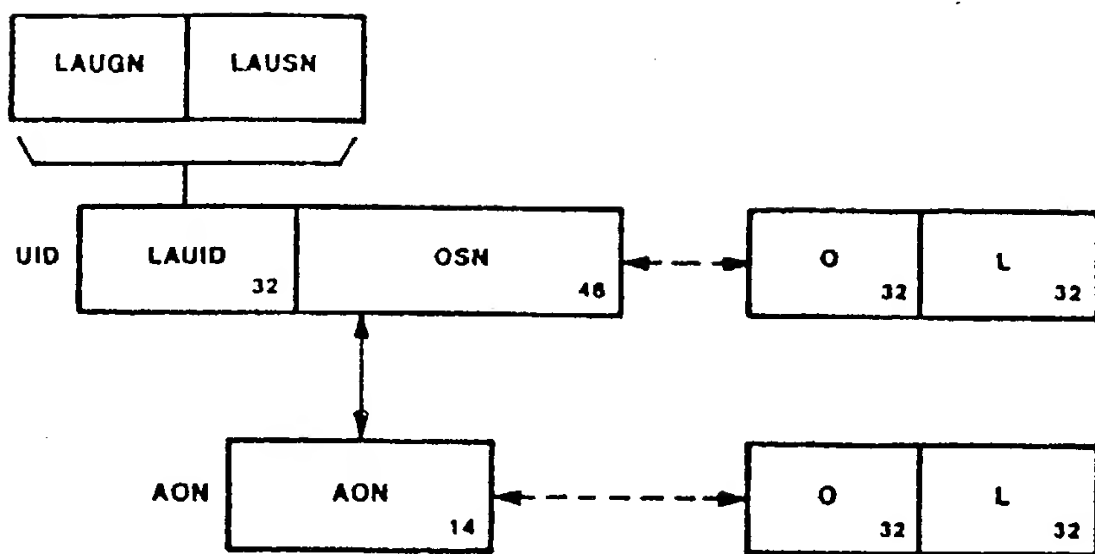 LAUGN LAUSN
UID LAUID 32 OSN 48 O 32 L 32
AON AON 14 O 32 L 32